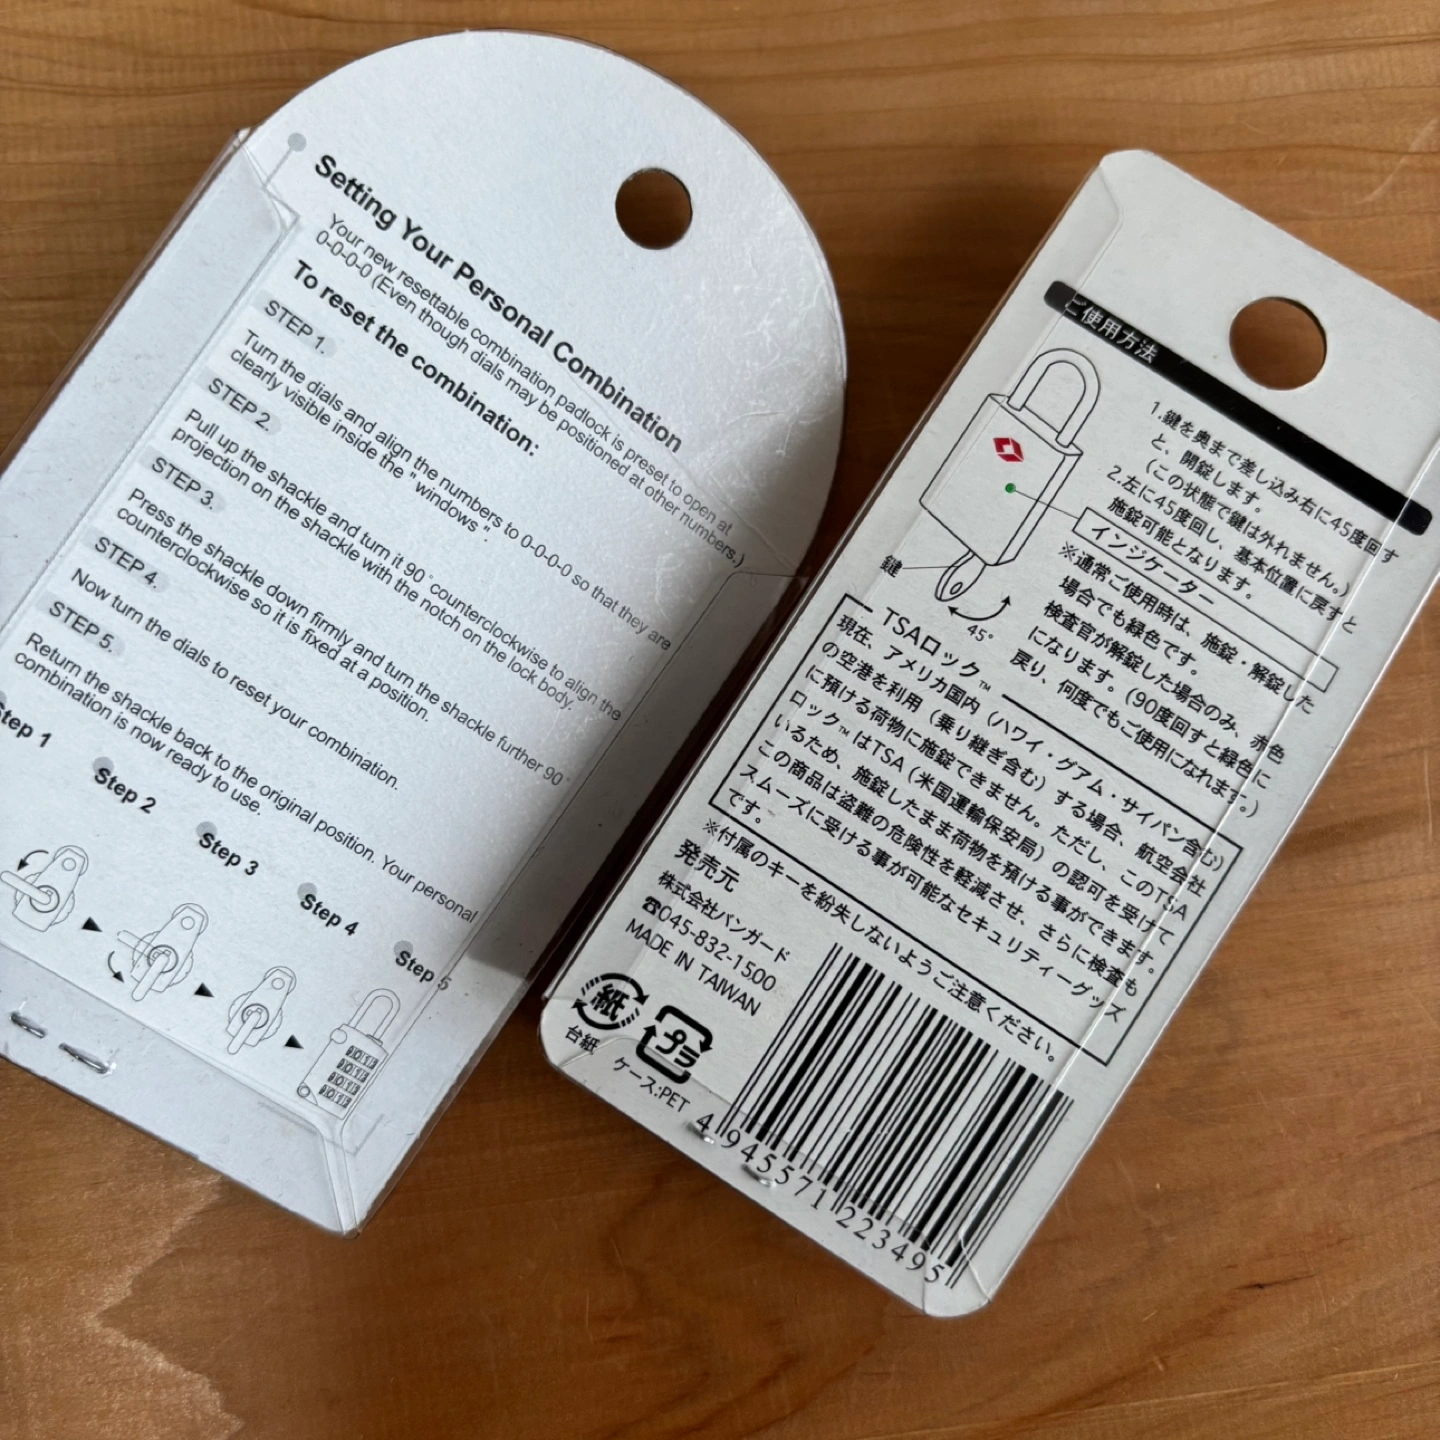 Setting Your Personal Combination
Your new resettable combination padlock is preset to open at
0-0-0-0 (Even though dials may be positioned at other numbers.)
To reset the combination:
STEP 1.
Turn the dials and align the numbers to 0-0-0-0 so that they are
clearly visible inside the " windows ".
STEP 2.
Pull up the shackle and turn it 90° counterclockwise to align the
projection on the shackle with the notch on the lock body.
STEP 3.
Press the shackle down firmly and turn the shackle further 90°
counterclockwise so it is fixed at a position.
STEP 4.
Now turn the dials to reset your combination.
STEP 5.
Return the shackle back to the original position. Your personal
combination is now ready to use.
Step 1
Step 2
Step 3
Step 4
Step 5
ご使用方法
1.鍵を奥まで差し込み右に45度回す
と、開錠します。
(この状態で鍵は外れません。)
2.左に45度回し、基本位置に戻すと
施錠可能となります。
インジケーター
※通常ご使用時は、施錠・解錠した
場合でも緑色です。
検査官が解錠した場合のみ、赤色
になります。(90度回すと緑色に
戻り、何度でもご使用になれます。)
鍵
45°
TSAロック™
現在、アメリカ国内（ハワイ・グアム・サイパン含む）
の空港を利用（乗り継ぎ含む）する場合、航空会社
に預ける荷物に施錠できません。ただし、このTSA
ロック™はTSA（米国運輸保安局）の認可を受けて
いるため、施錠したまま荷物を預ける事ができます。
この商品は盗難の危険性を軽減させ、さらに検査も
スムーズに受ける事が可能なセキュリティーグッズ
です。
※付属のキーを紛失しないようご注意ください。
発売元
株式会社バンガード
☎045-832-1500
MADE IN TAIWAN
紙
台紙
プラ
ケース:PET
4 945571 223495